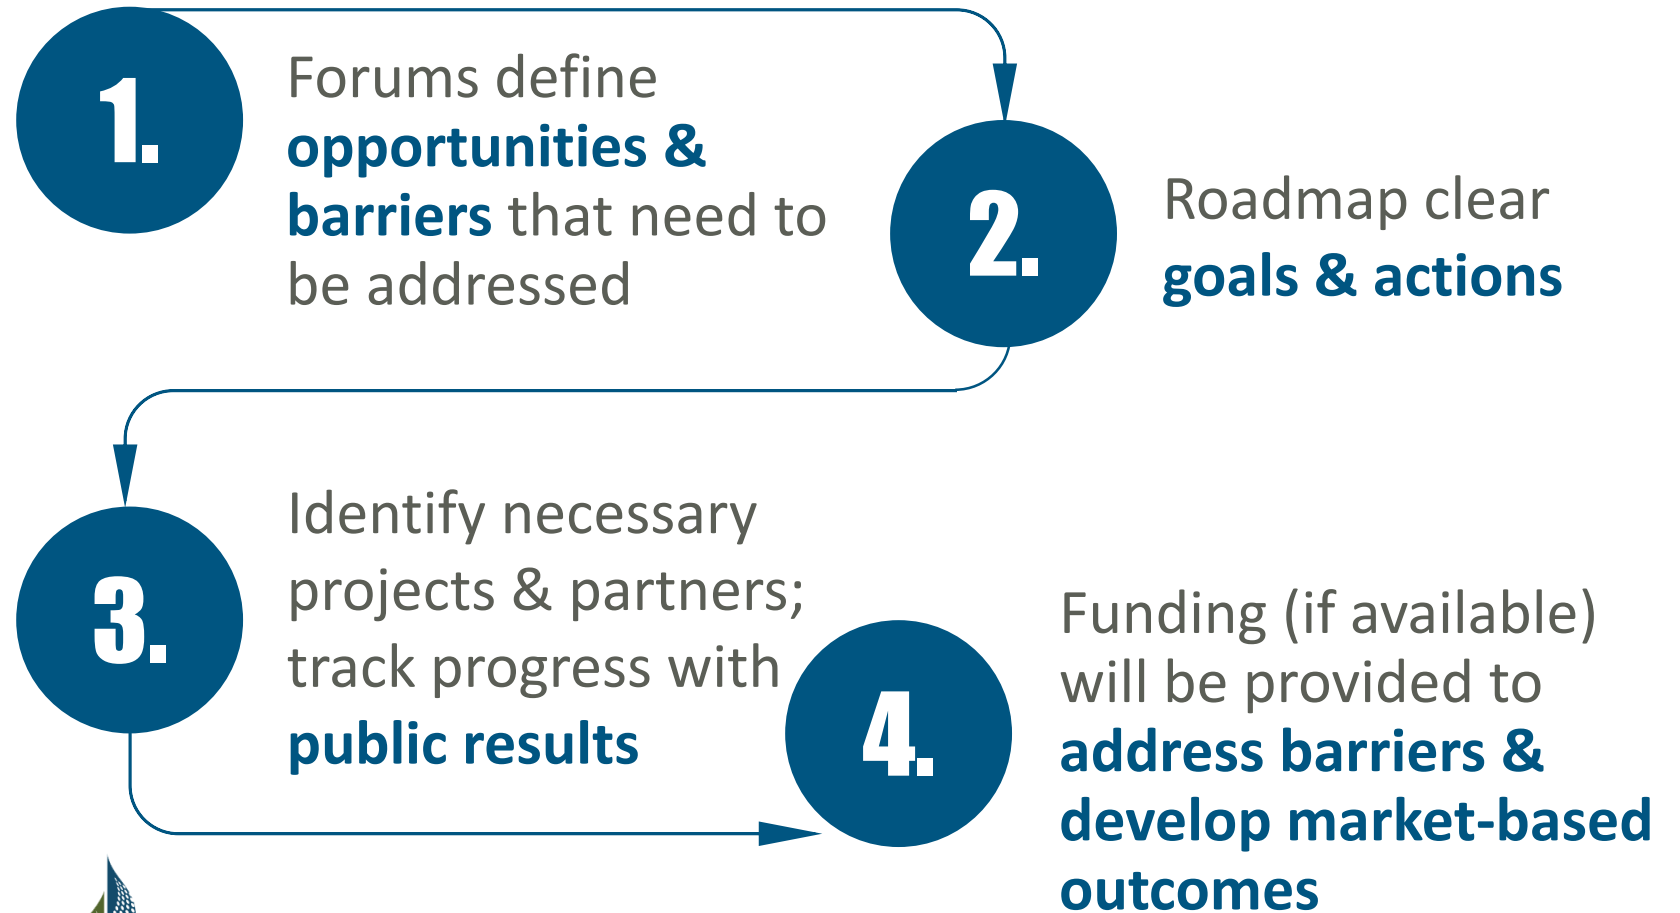 1.
Forums define
opportunities &
barriers that need to
be addressed
2.
Roadmap clear
goals & actions
3.
Identify necessary
projects & partners;
track progress with
public results
4.
Funding (if available)
will be provided to
address barriers &
develop market-based
outcomes